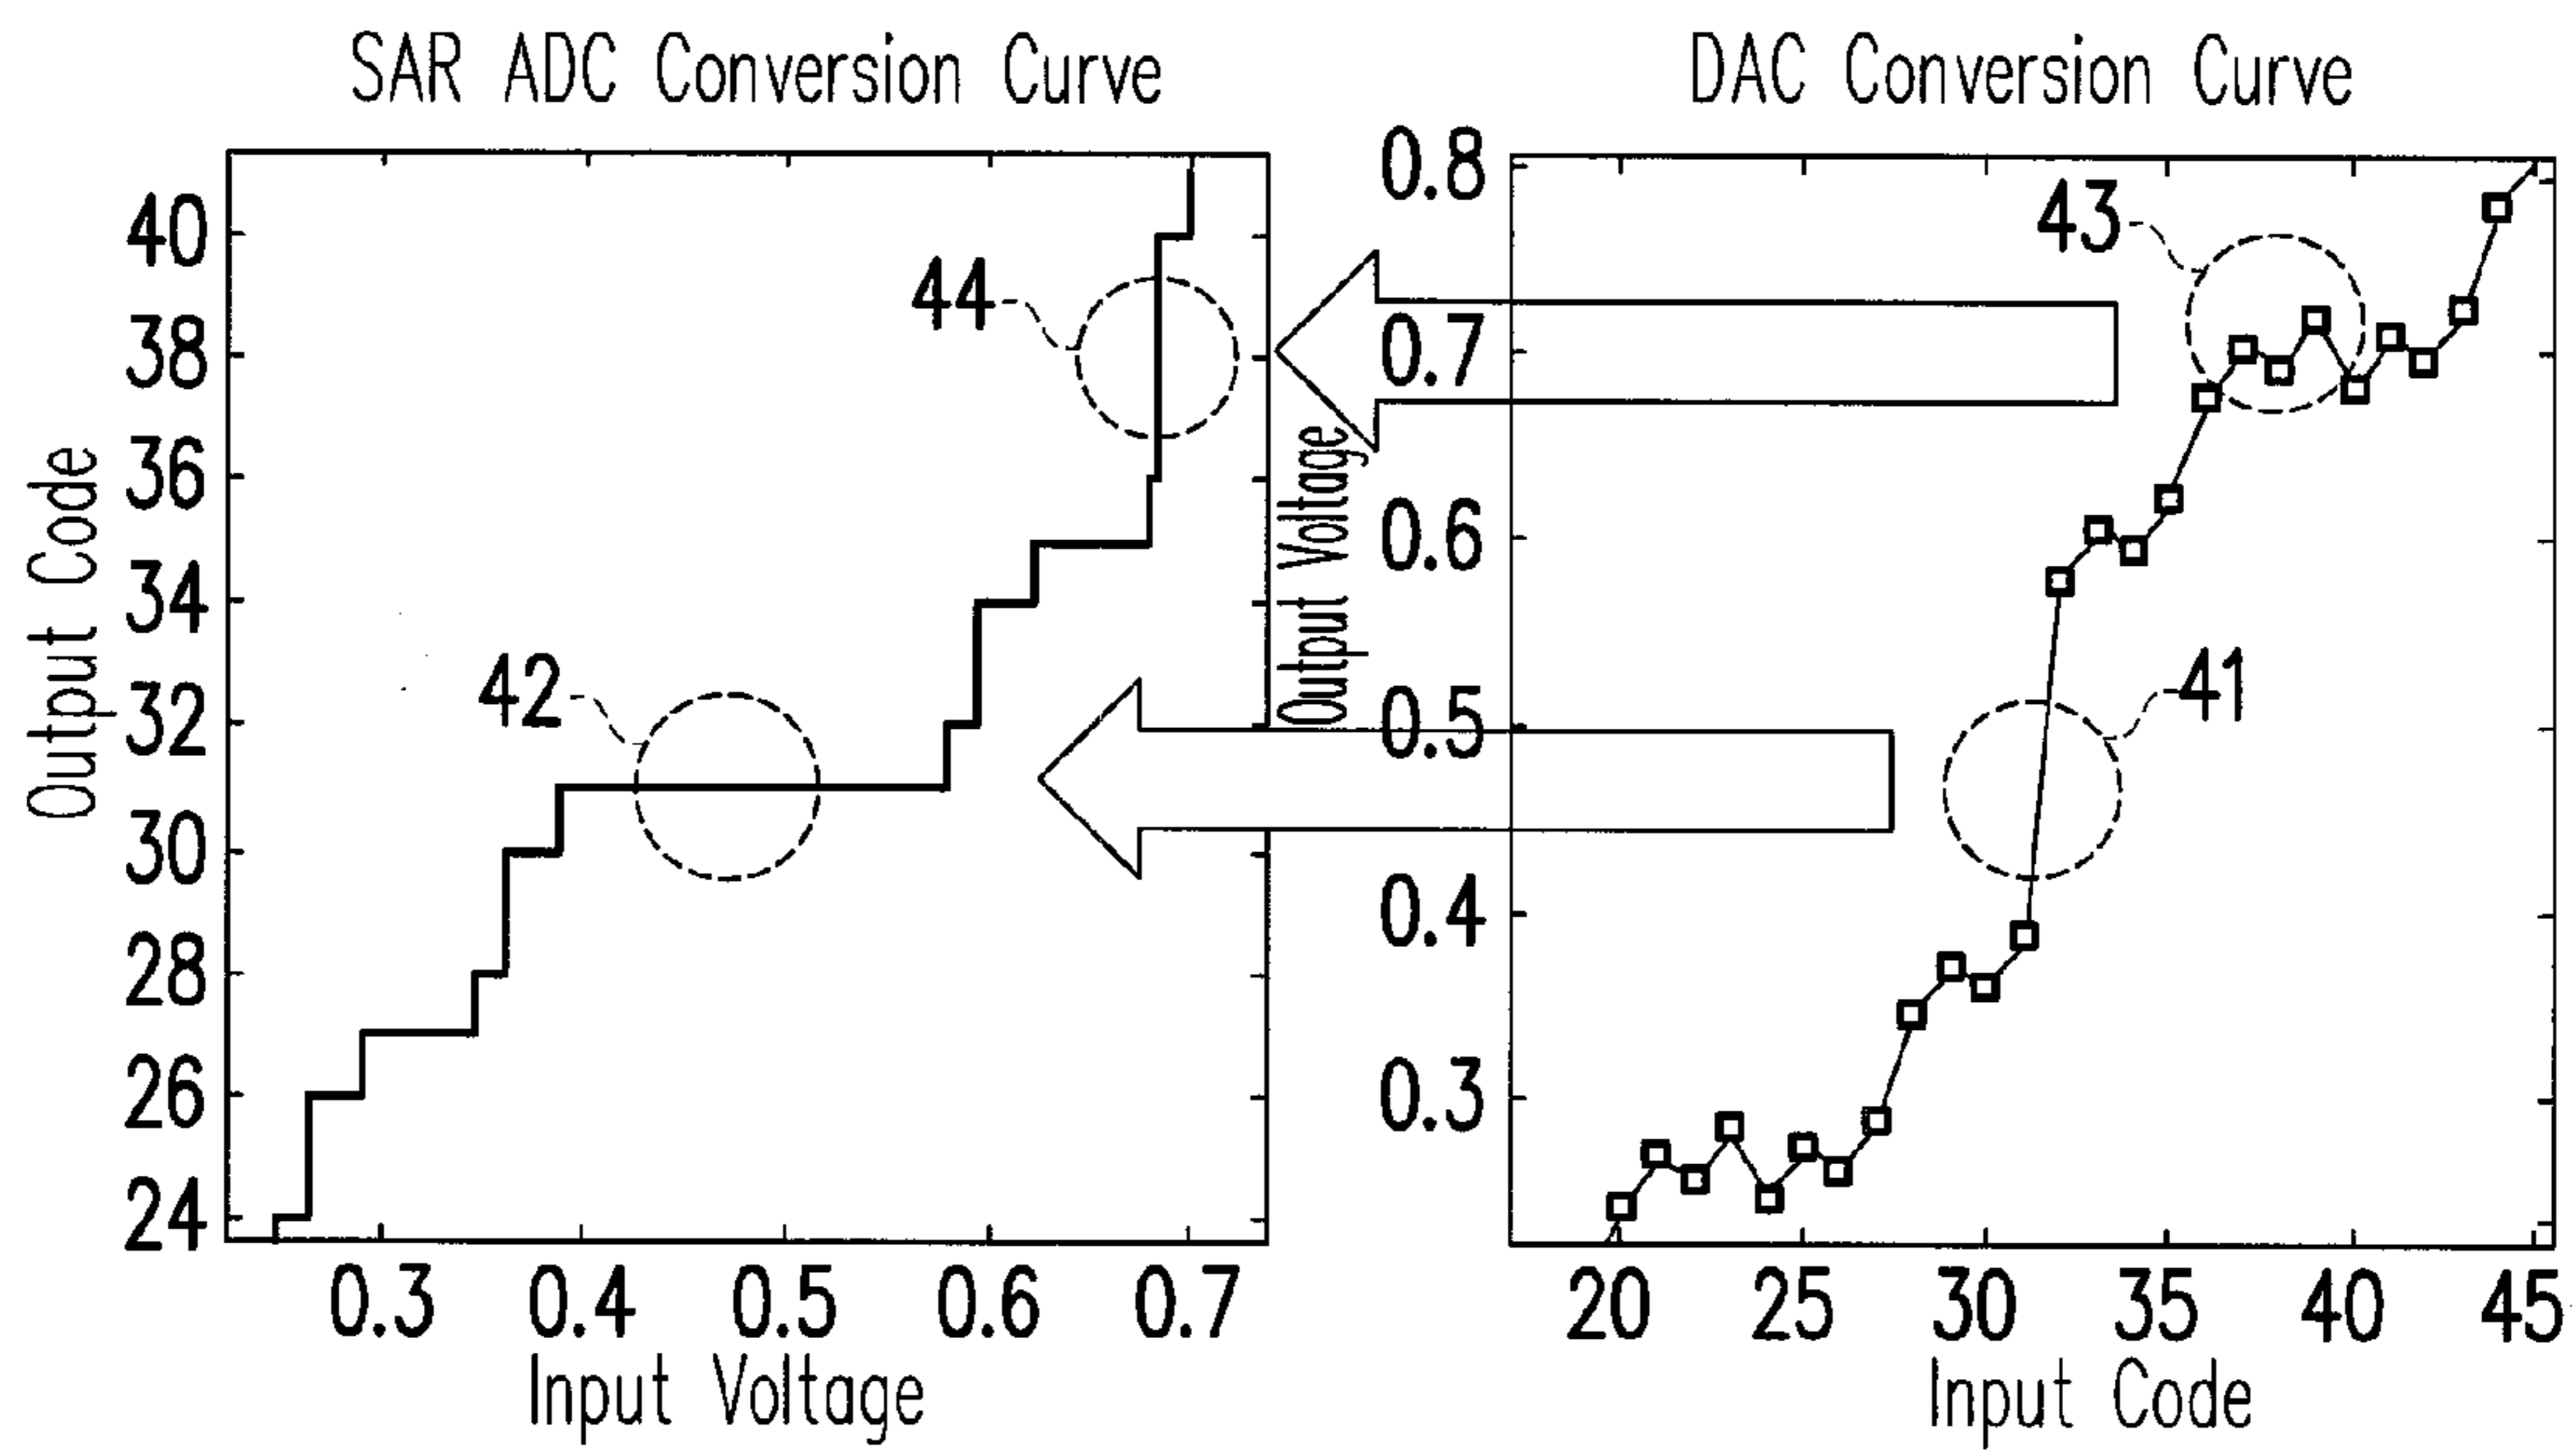 SAR ADC Conversion Curve
Output Code
40
38
36
34
32
30
28
26
24
44
42
0.3 0.4 0.5 0.6 0.7
Input Voltage
DAC Conversion Curve
Output Voltage
0.8
0.7
0.6
0.5
0.4
0.3
43
41
20 25 30 35 40 45
Input Code